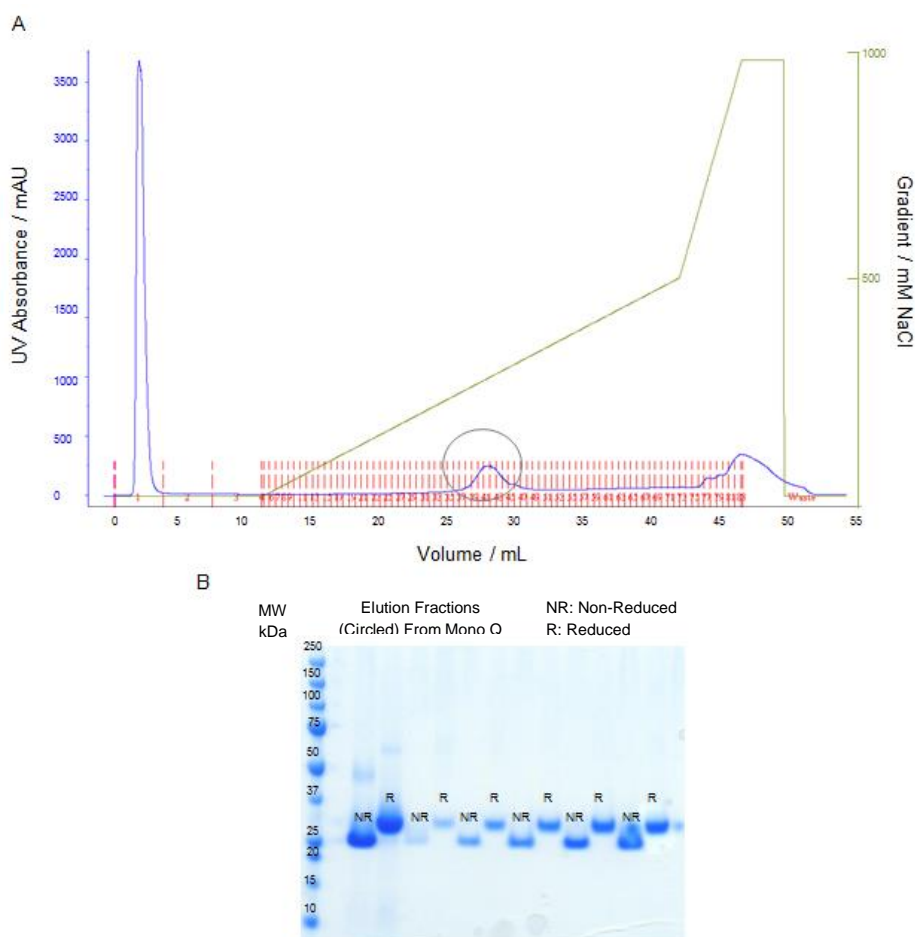 A
3500
3000
2500
2000
1500
1000
500
0
UV Absorbance / mAU
1000
500
Gradient / mM NaCl
0 5 10 15 20 25 30 35 40 45 50 55
Waste
Volume / mL
B
MW
kDa
Elution Fractions
(Circled) From Mono Q
NR: Non-Reduced
R: Reduced
250
150
100
75
50
37
25
20
15
10
R R R R R R
NR NR NR NR NR NR